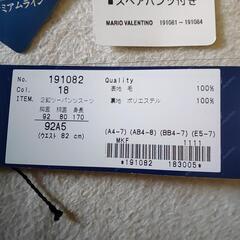 ミアムライン
■スペアパンツ付き
MARIO VALENTINO 191081－191084
No. 191082
Col. 18
ITEM. 2釦ツーパンツスーツ
胸囲 胴囲 身長
92 80 170
92A5
(ウエスト 82 cm)
Quality
表地 毛 100%
裏地 ポリエステル 100%
(A4-7) (AB4-8) (BB4-7) (E5-7)
MKF 1111
*191082 183005*